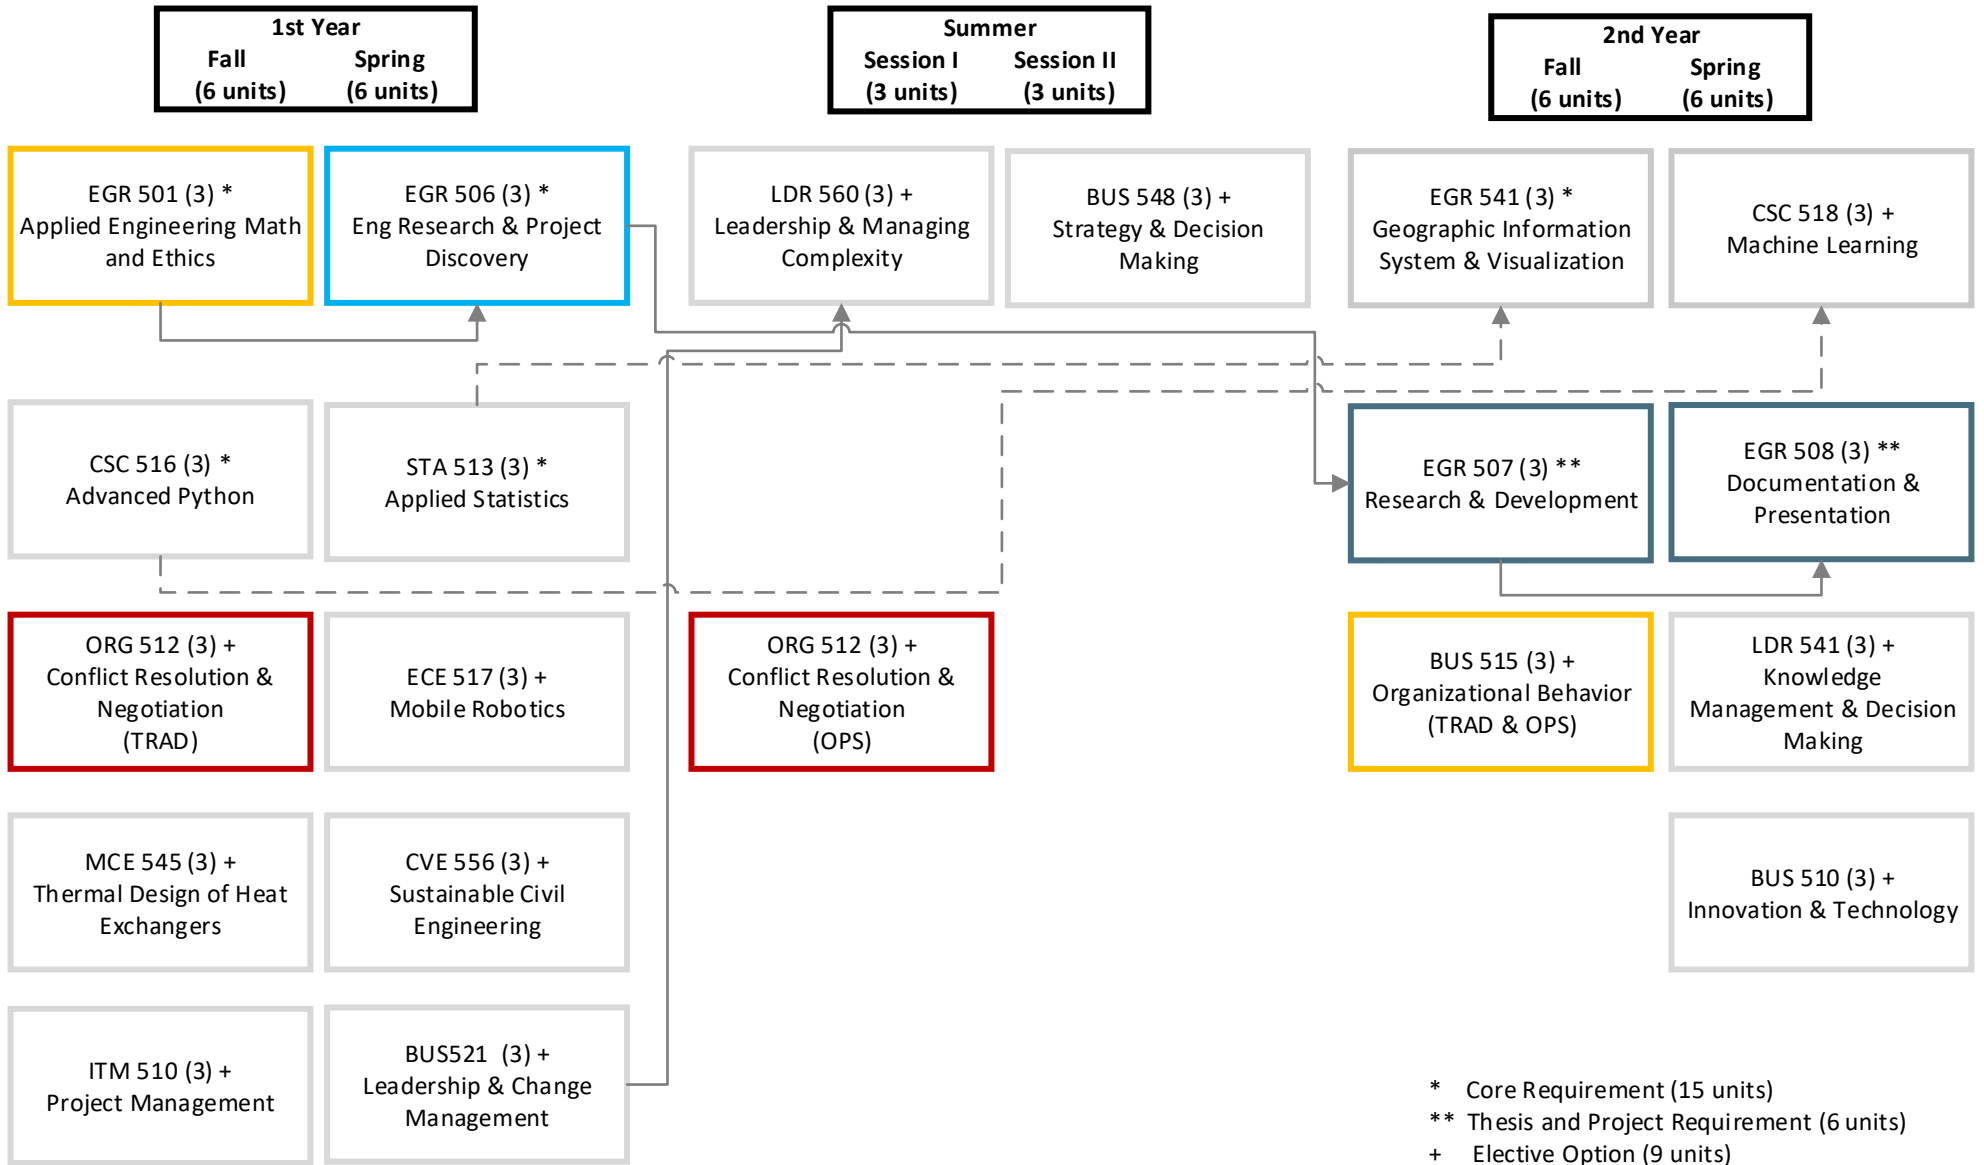 1st Year
Fall Spring
(6 units) (6 units)
Summer
Session I Session II
(3 units) (3 units)
2nd Year
Fall Spring
(6 units) (6 units)
EGR 501 (3) *
Applied Engineering Math
and Ethics
EGR 506 (3) *
Eng Research & Project
Discovery
LDR 560 (3) +
Leadership & Managing
Complexity
BUS 548 (3) +
Strategy & Decision
Making
EGR 541 (3) *
Geographic Information
System & Visualization
CSC 518 (3) +
Machine Learning
CSC 516 (3) *
Advanced Python
STA 513 (3) *
Applied Statistics
EGR 507 (3) **
Research & Development
EGR 508 (3) **
Documentation &
Presentation
ORG 512 (3) +
Conflict Resolution &
Negotiation
(TRAD)
ECE 517 (3) +
Mobile Robotics
ORG 512 (3) +
Conflict Resolution &
Negotiation
(OPS)
BUS 515 (3) +
Organizational Behavior
(TRAD & OPS)
LDR 541 (3) +
Knowledge
Management & Decision
Making
MCE 545 (3) +
Thermal Design of Heat
Exchangers
CVE 556 (3) +
Sustainable Civil
Engineering
BUS 510 (3) +
Innovation & Technology
ITM 510 (3) +
Project Management
BUS521 (3) +
Leadership & Change
Management
* Core Requirement (15 units)
** Thesis and Project Requirement (6 units)
+ Elective Option (9 units)